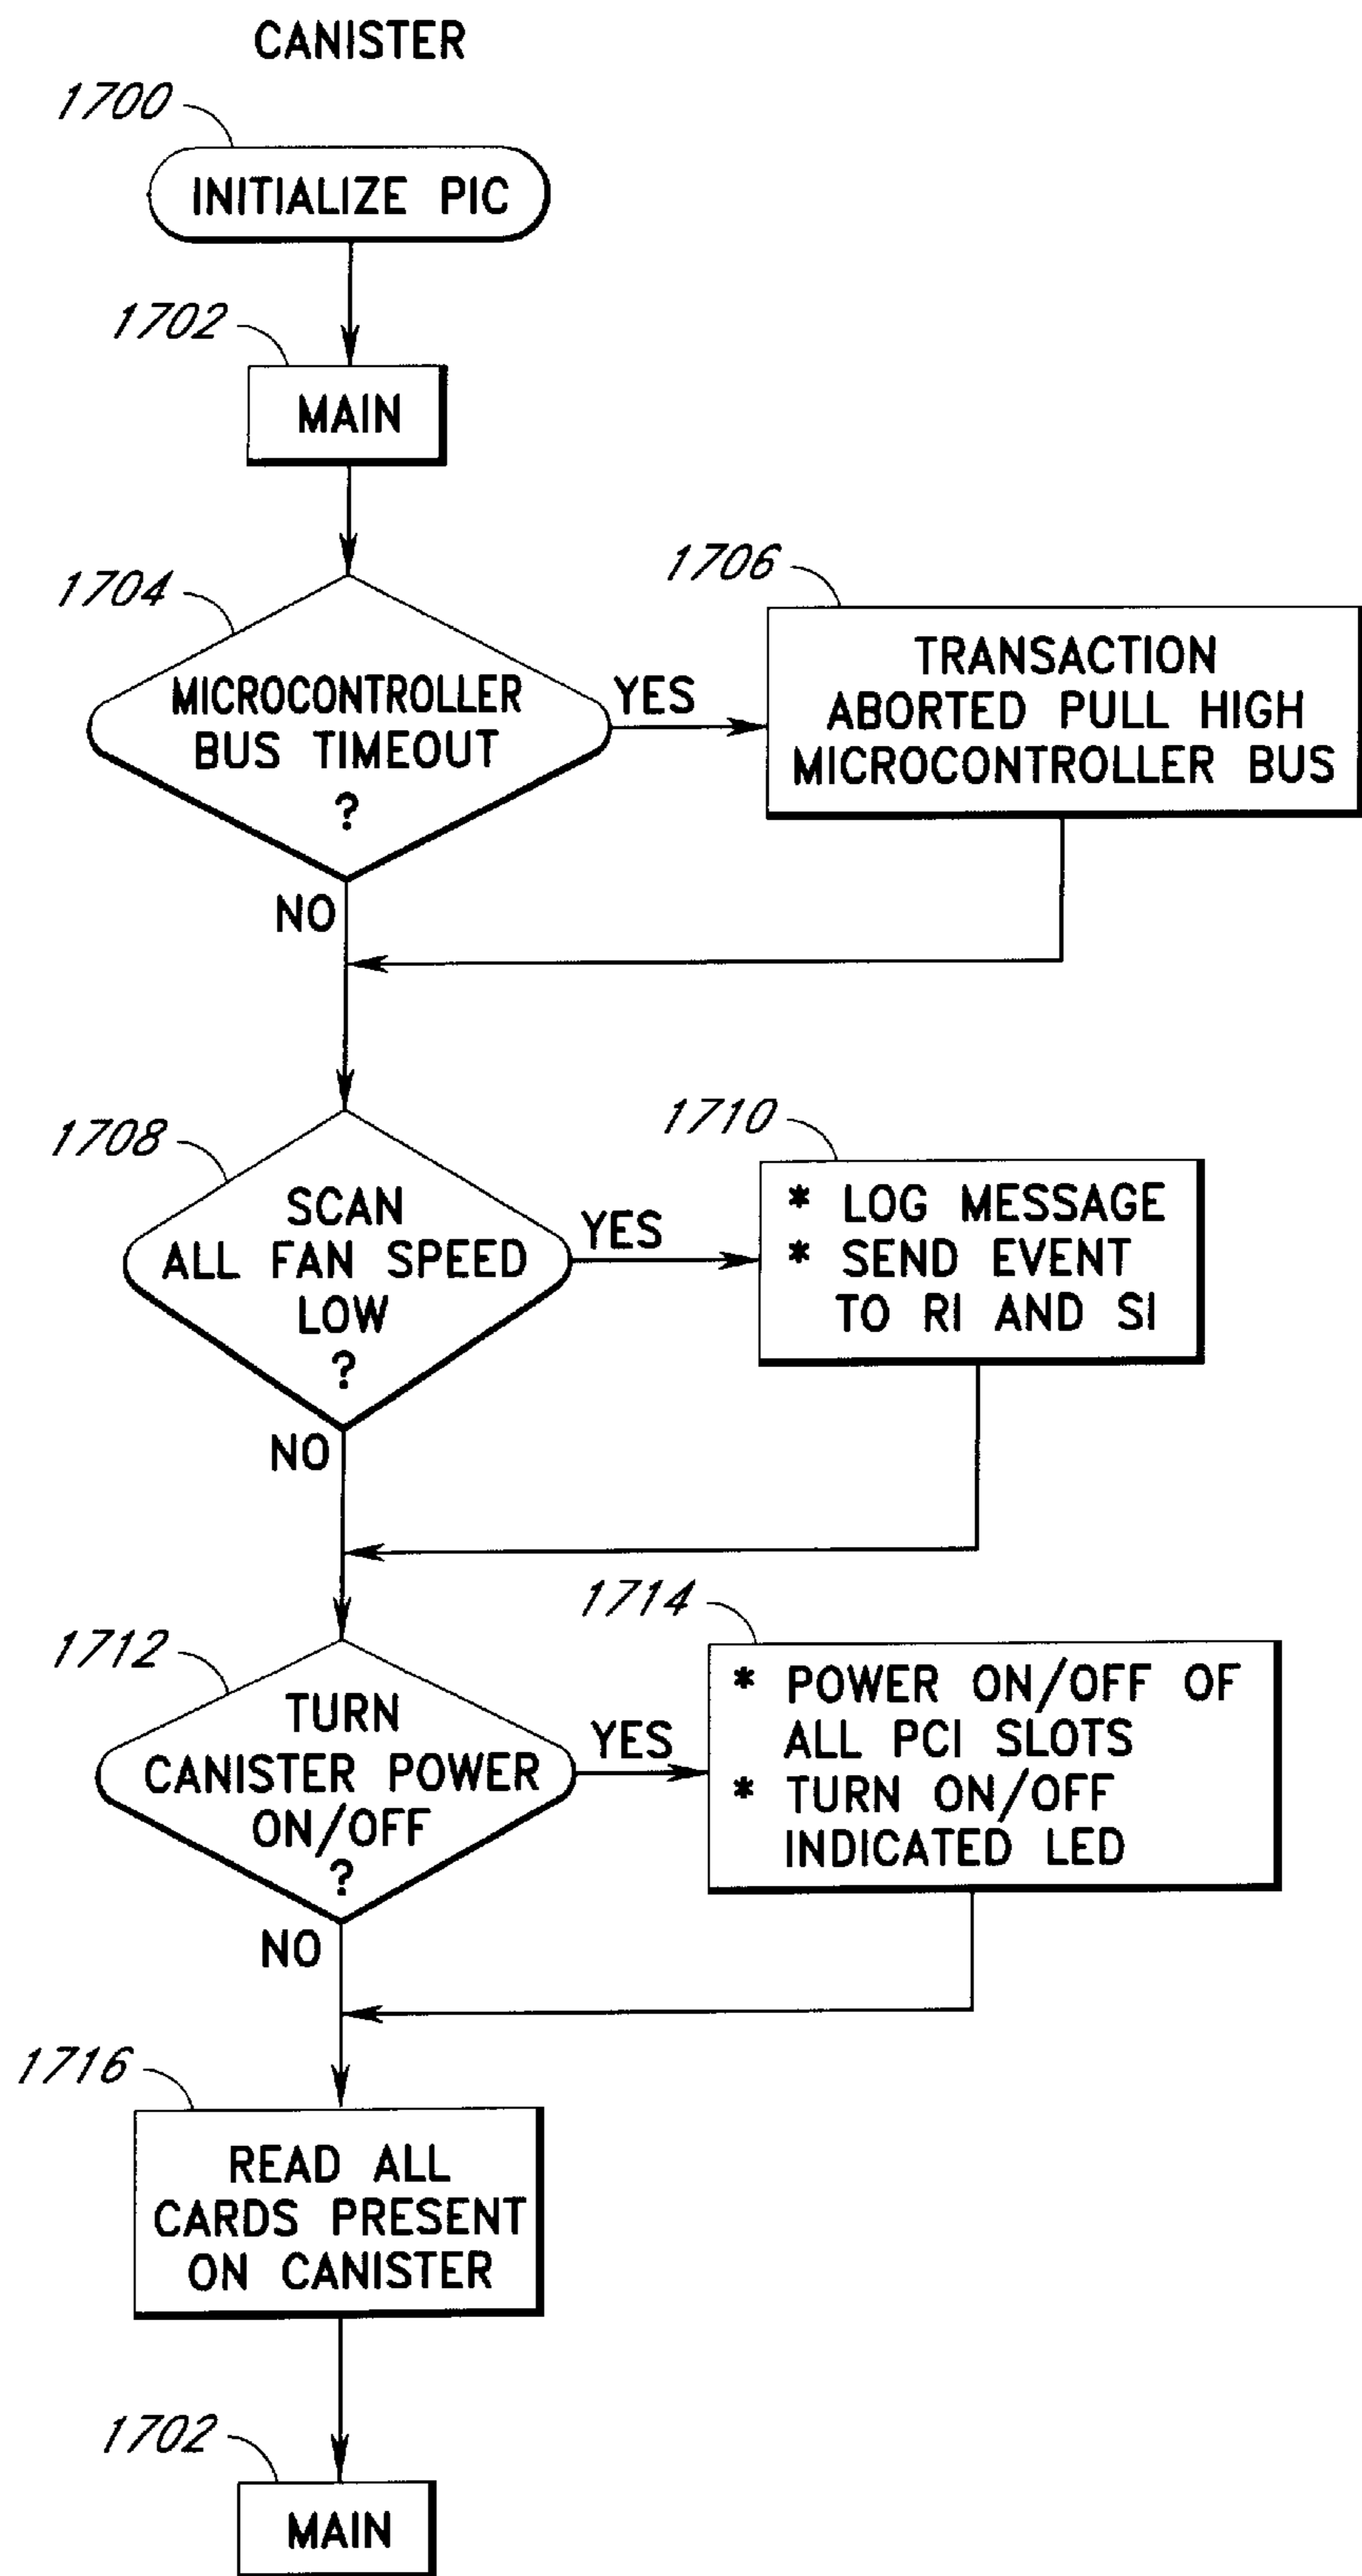 CANISTER
1700
INITIALIZE PIC
1702
MAIN
1704
MICROCONTROLLER
BUS TIMEOUT
?
YES
NO
1706
TRANSACTION
ABORTED PULL HIGH
MICROCONTROLLER BUS
1708
SCAN
ALL FAN SPEED
LOW
?
YES
NO
1710
* LOG MESSAGE
* SEND EVENT
TO RI AND SI
1712
TURN
CANISTER POWER
ON/OFF
?
YES
NO
1714
* POWER ON/OFF OF
ALL PCI SLOTS
* TURN ON/OFF
INDICATED LED
1716
READ ALL
CARDS PRESENT
ON CANISTER
1702
MAIN